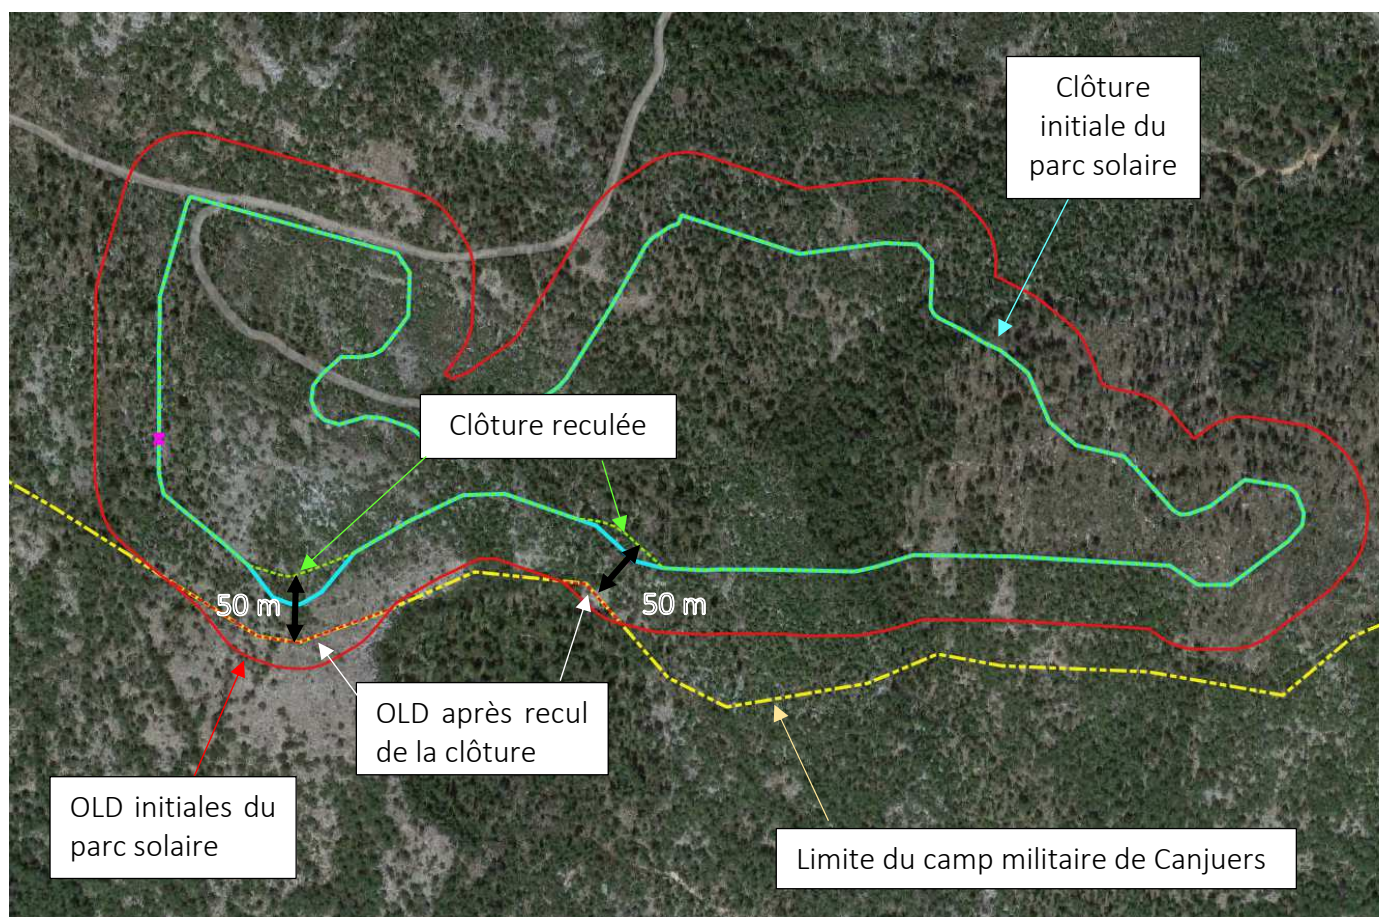 Clôture
initiale du
parc solaire
Clôture reculée
50 m
50 m
OLD après recul
de la clôture
OLD initiales du
parc solaire
Limite du camp militaire de Canjuers